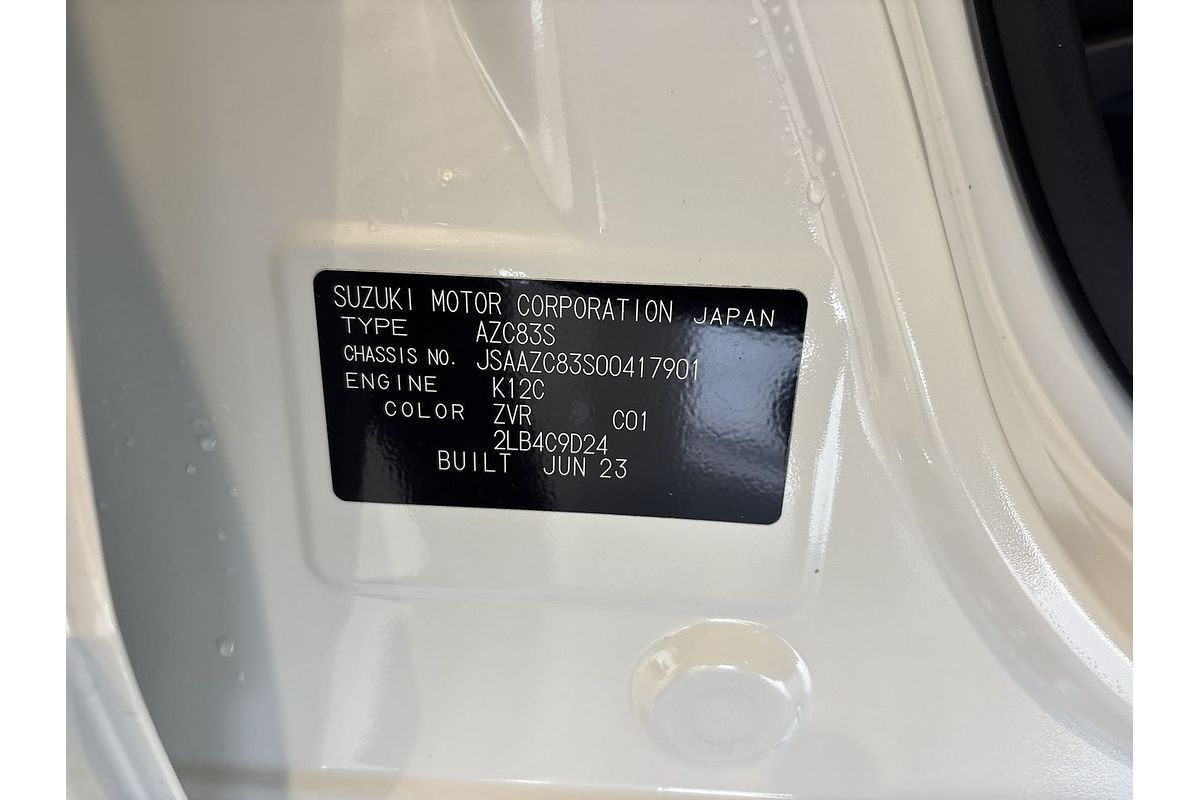 SUZUKI MOTOR CORPORATION JAPAN
TYPE AZC83S
CHASSIS NO. JSAAZC83S00417901
ENGINE K12C
COLOR ZVR C01
2LB4C9D24
BUILT JUN 23